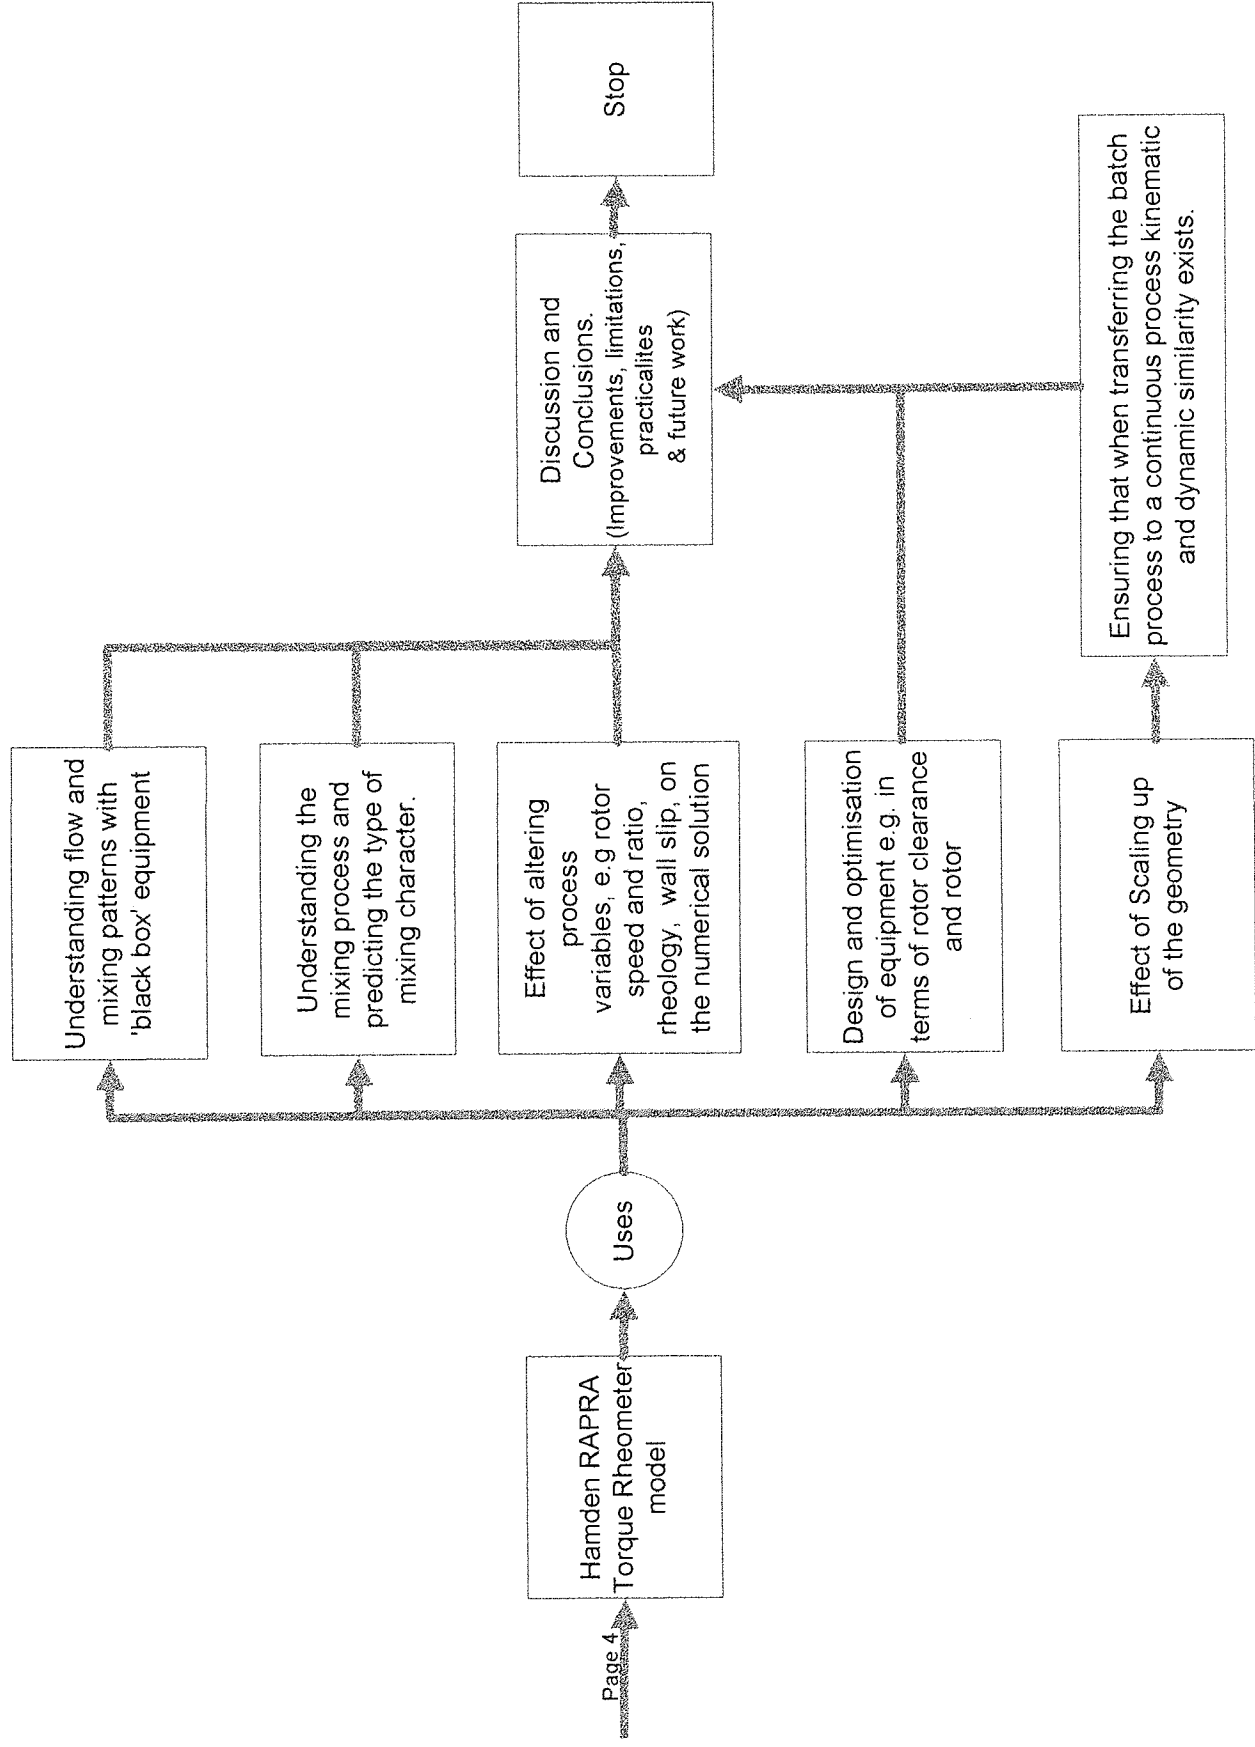 Page 4
Hamden RAPRA
Torque Rheometer
model
Uses
Understanding flow and
mixing patterns with
'black box' equipment
Understanding the
mixing process and
predicting the type of
mixing character.
Effect of altering
process
variables, e.g rotor
speed and ratio,
rheology, wall slip, on
the numerical solution
Design and optimisation
of equipment e.g. in
terms of rotor clearance
and rotor
Effect of Scaling up
of the geometry
Ensuring that when transferring the batch
process to a continuous process kinematic
and dynamic similarity exists.
Discussion and
Conclusions.
(Improvements, limitations,
practicalites
& future work)
Stop